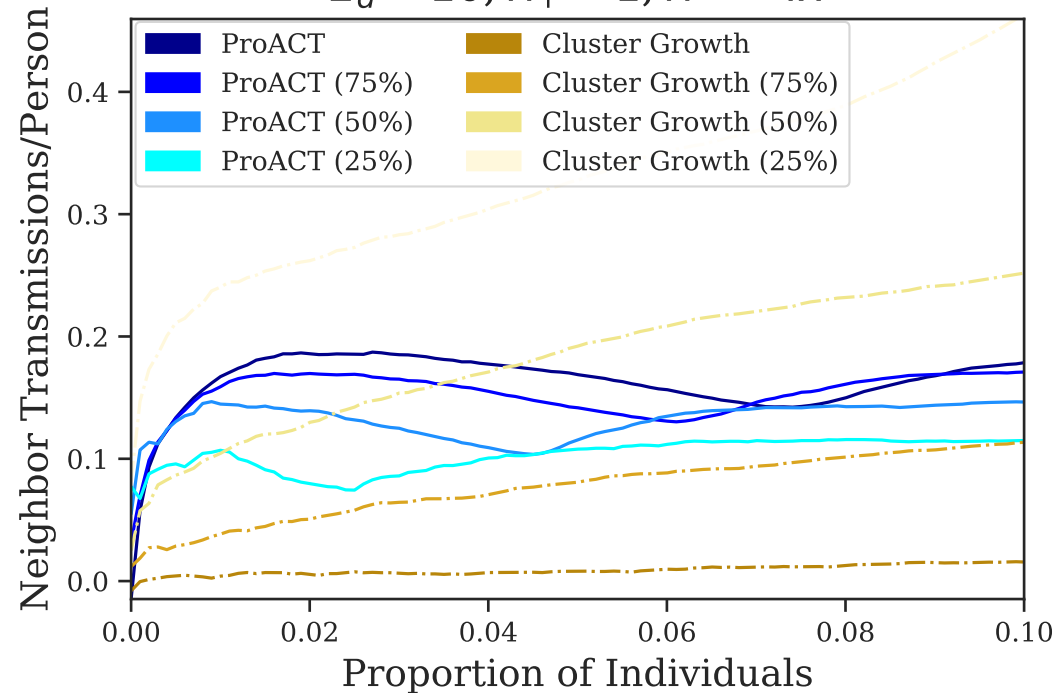 Neighbor Transmissions/Person
ProACT
ProACT (75%)
ProACT (50%)
ProACT (25%)
Cluster Growth
Cluster Growth (75%)
Cluster Growth (50%)
Cluster Growth (25%)
0.4
0.3
0.2
0.1
0.0
0.00 0.02 0.04 0.06 0.08 0.10
Proportion of Individuals